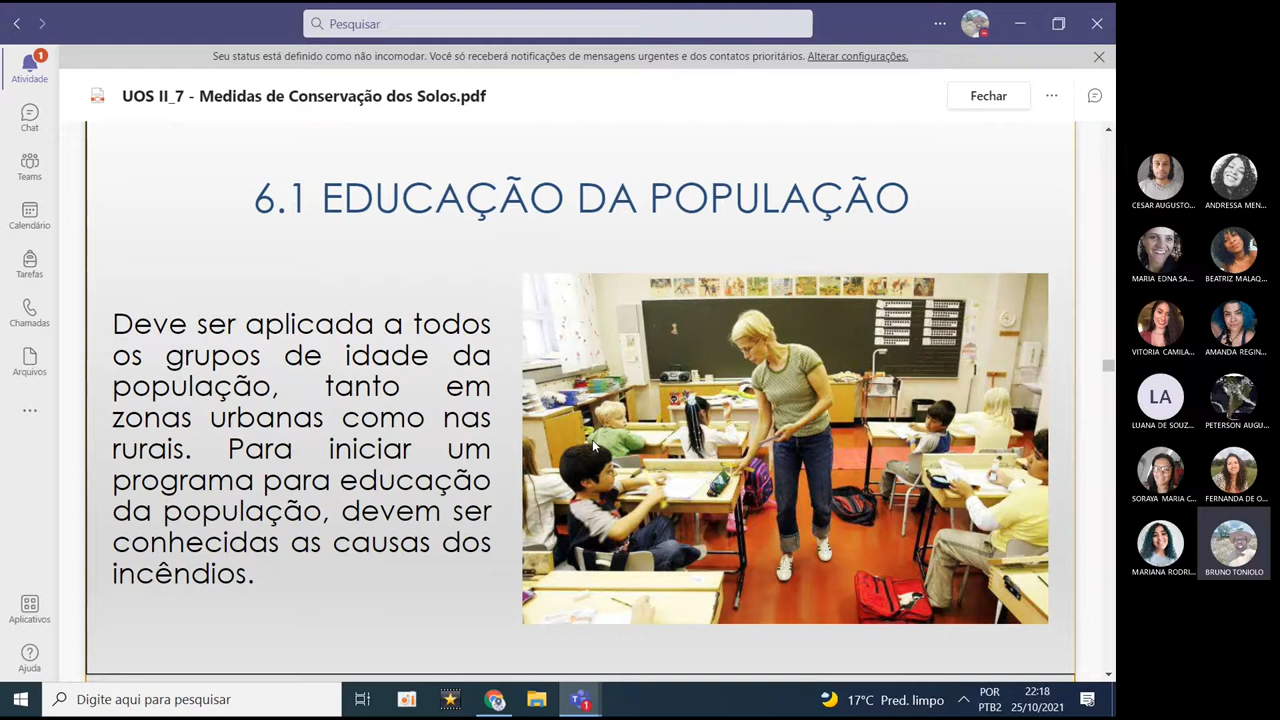 Pesquisar
Seu status está definido como não incomodar. Você só receberá notificações de mensagens urgentes e dos contatos prioritários. Alterar configurações.
1
Atividade
Chat
Teams
Calendário
Tarefas
Chamadas
Arquivos
Aplicativos
Ajuda
UOS II_7 - Medidas de Conservação dos Solos.pdf
Fechar
6.1 EDUCAÇÃO DA POPULAÇÃO
Deve ser aplicada a todos
os grupos de idade da
população, tanto em
zonas urbanas como nas
rurais. Para iniciar um
programa para educação
da população, devem ser
conhecidas as causas dos
incêndios.
CESAR AUGUSTO...
ANDRESSA MEN...
MARIA EDNA SA...
BEATRIZ MALAQ...
VITORIA CAMILA...
AMANDA REGIN...
LA
LUANA DE SOUZ...
PETERSON AUGU...
SORAYA MARIA C...
FERNANDA DE O...
MARIANA RODRI...
BRUNO TONIOLO
Digite aqui para pesquisar
1
17°C Pred. limpo
POR
PTB2
22:18
25/10/2021